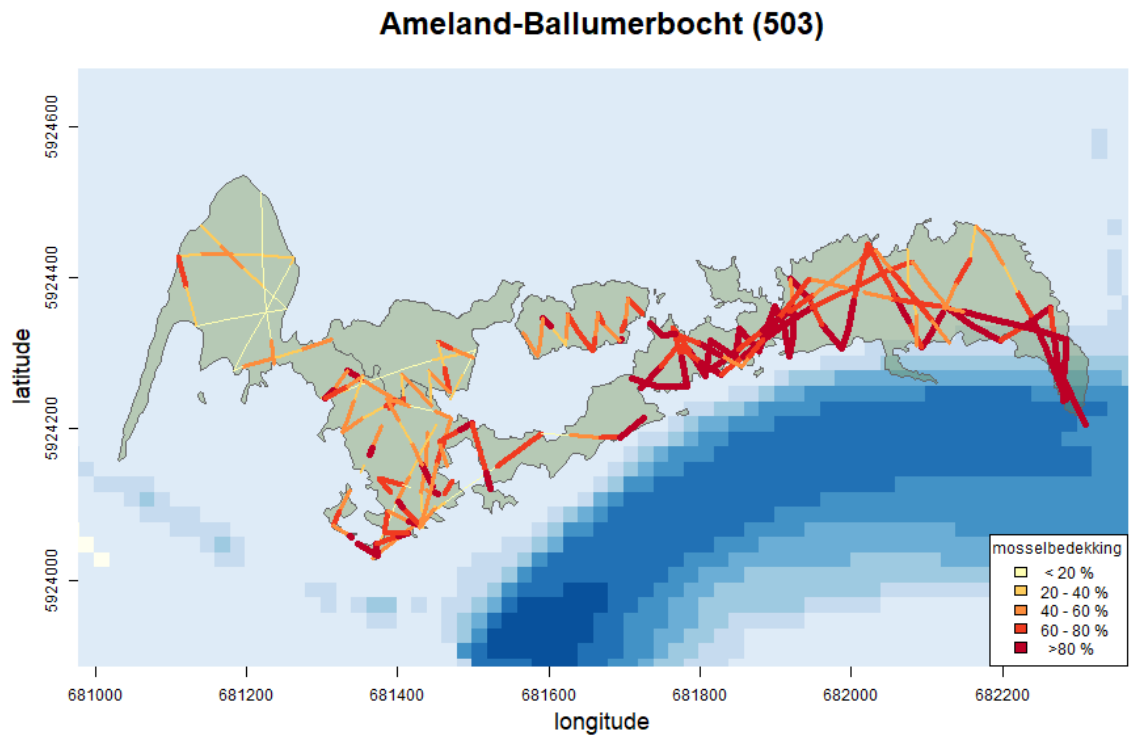 Ameland-Ballumerbocht (503)
5924600
5924400
5924200
5924000
latitude
mosselbedekking
< 20 %
20 - 40 %
40 - 60 %
60 - 80 %
>80 %
681000 681200 681400 681600 681800 682000 682200
longitude